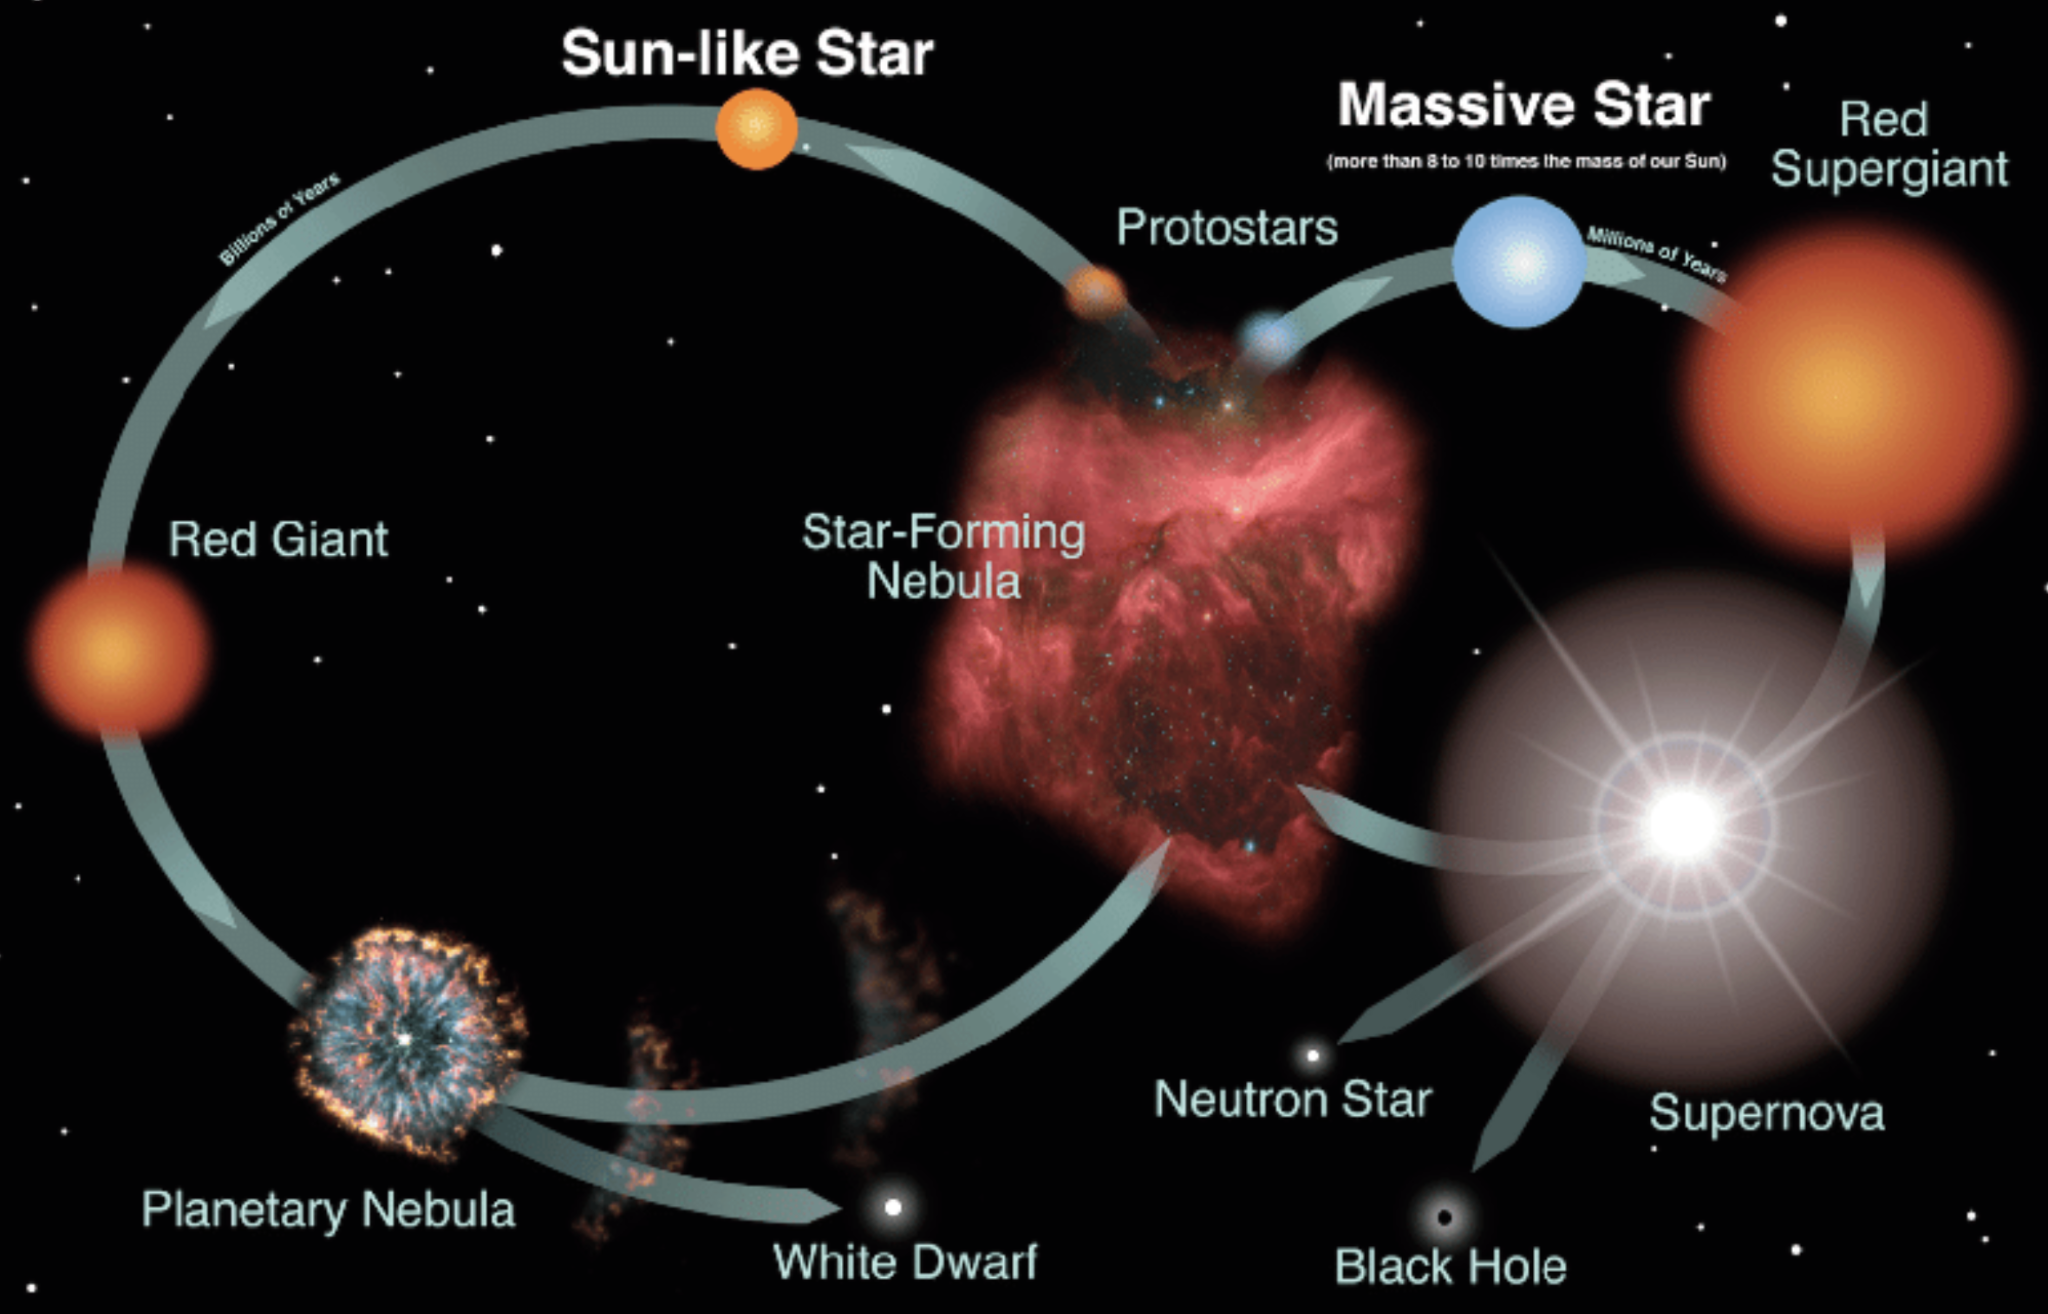 Sun-like Star
Massive Star
(more than 8 to 10 times the mass of our Sun)
Red
Supergiant
Protostars
Billions of Years
Millions of Years
Red Giant
Star-Forming
Nebula
Neutron Star
Supernova
Planetary Nebula
White Dwarf
Black Hole